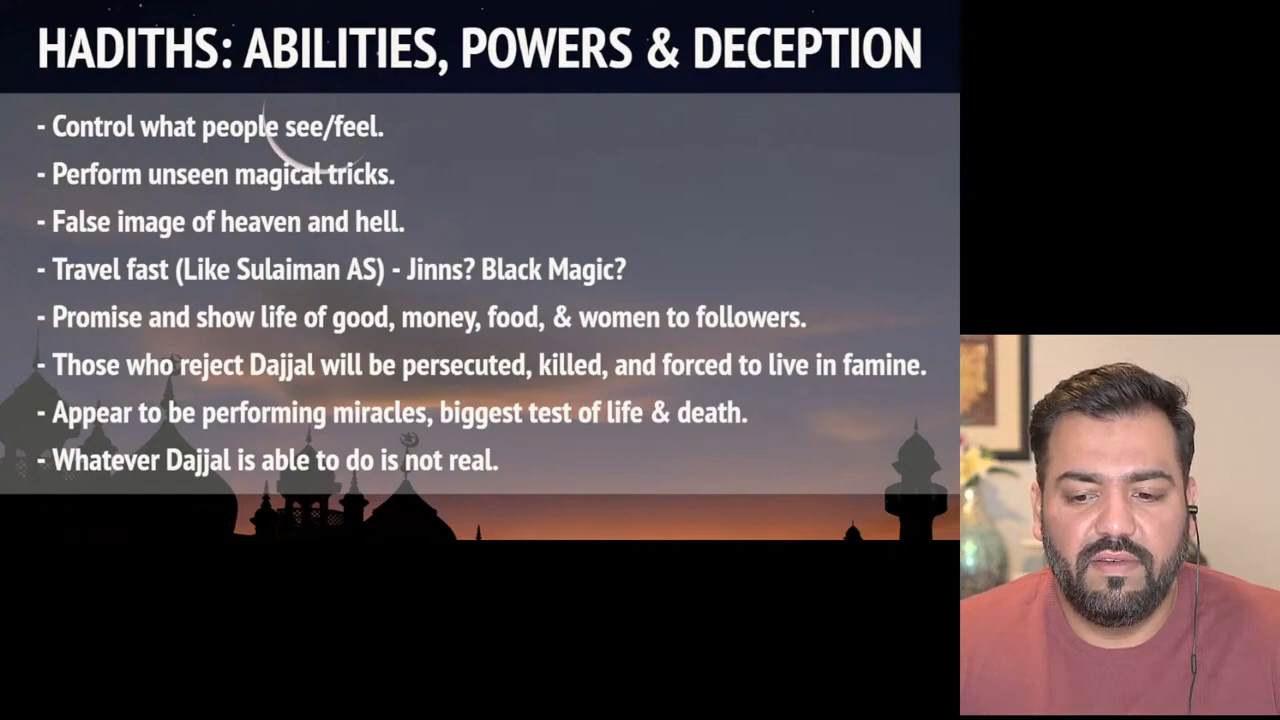 HADITHS: ABILITIES, POWERS & DECEPTION
- Control what people see/feel.
- Perform unseen magical tricks.
- False image of heaven and hell.
- Travel fast (Like Sulaiman AS) - Jinns? Black Magic?
- Promise and show life of good, money, food, & women to followers.
- Those who reject Dajjal will be persecuted, killed, and forced to live in famine.
- Appear to be performing miracles, biggest test of life & death.
- Whatever Dajjal is able to do is not real.